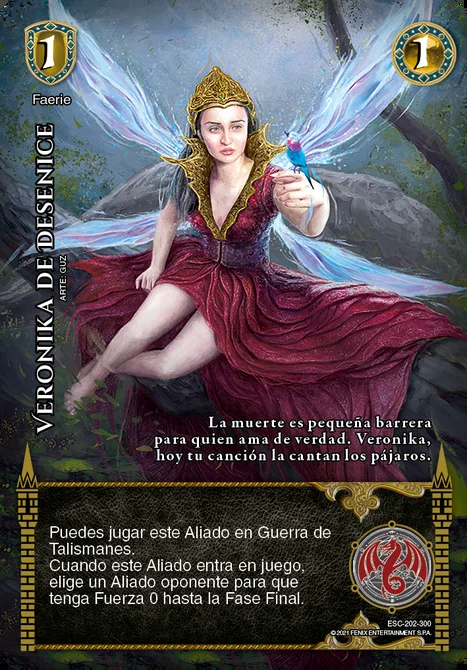 1
1
Faerie
VERONIKA DE DESENICE
ARTE: GUZ
La muerte es pequeña barrera
para quien ama de verdad. Veronika,
hoy tu canción la cantan los pájaros.
Puedes jugar este Aliado en Guerra de
Talismanes.
Cuando este Aliado entra en juego,
elige un Aliado oponente para que
tenga Fuerza 0 hasta la Fase Final.
ESC-202-300
©2021 FENIX ENTERTAINMENT S.P.A.